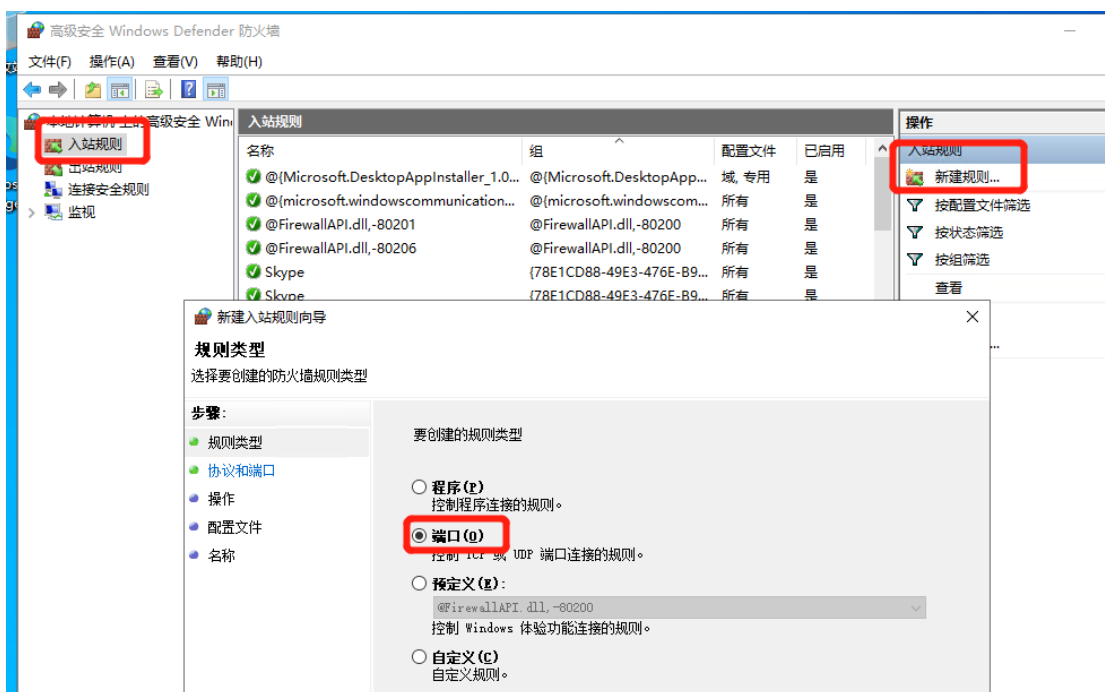 高级安全 Windows Defender 防火墙
文件(F) 操作(A) 查看(V) 帮助(H)
本地计算机 上的高级安全 Win
入站规则
出站规则
连接安全规则
监视
入站规则
名称 组 配置文件 已启用
@{Microsoft.DesktopAppInstaller_1.0... @{Microsoft.DesktopApp... 域, 专用 是
@{microsoft.windowscommunication... @{microsoft.windowscom... 所有 是
@FirewallAPI.dll,-80201 @FirewallAPI.dll,-80200 所有 是
@FirewallAPI.dll,-80206 @FirewallAPI.dll,-80200 所有 是
Skype {78E1CD88-49E3-476E-B9... 所有 是
Skype {78E1CD88-49E3-476E-B9... 所有 是
操作
入站规则
新建规则...
按配置文件筛选
按状态筛选
按组筛选
查看
...
新建入站规则向导
规则类型
选择要创建的防火墙规则类型
步骤:
规则类型
协议和端口
操作
配置文件
名称
要创建的规则类型
程序(P)
控制程序连接的规则。
端口(O)
控制 TCP 或 UDP 端口连接的规则。
预定义(E):
@FirewallAPI.dll,-80200
控制 Windows 体验功能连接的规则。
自定义(C)
自定义规则。